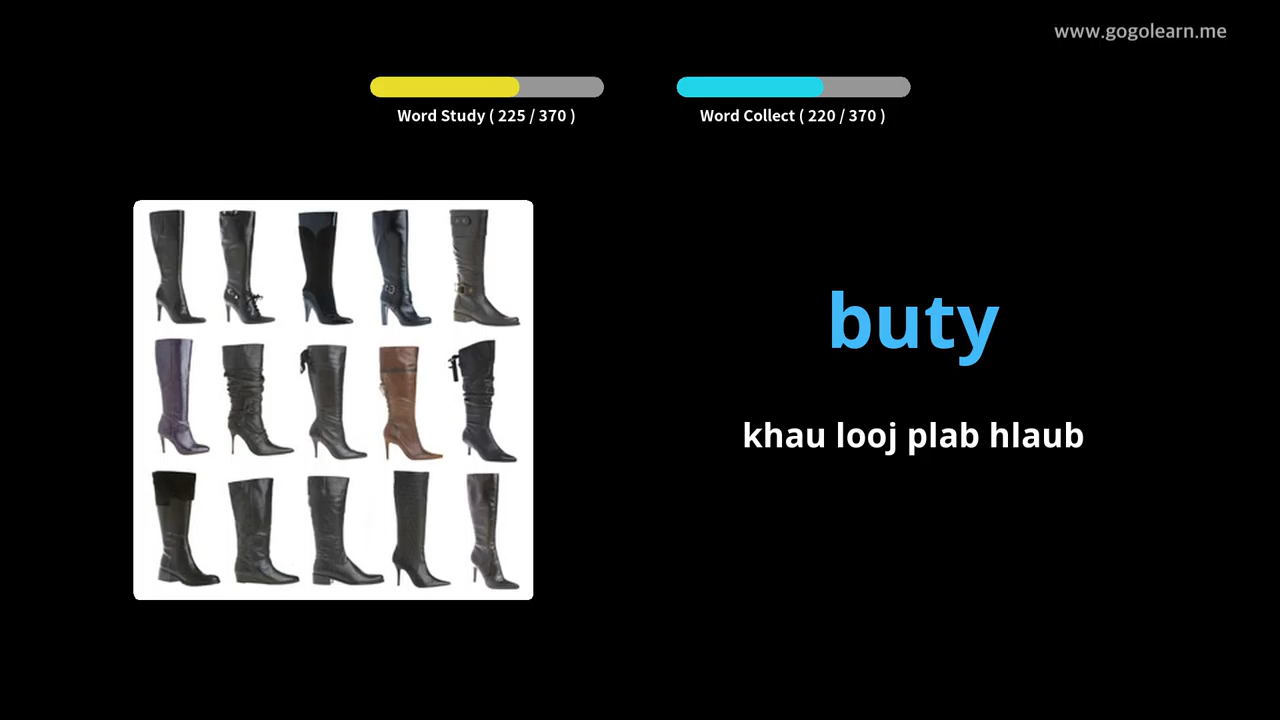 www.gogolearn.me
Word Study ( 225 / 370 )
Word Collect ( 220 / 370 )
buty
khau looj plab hlaub